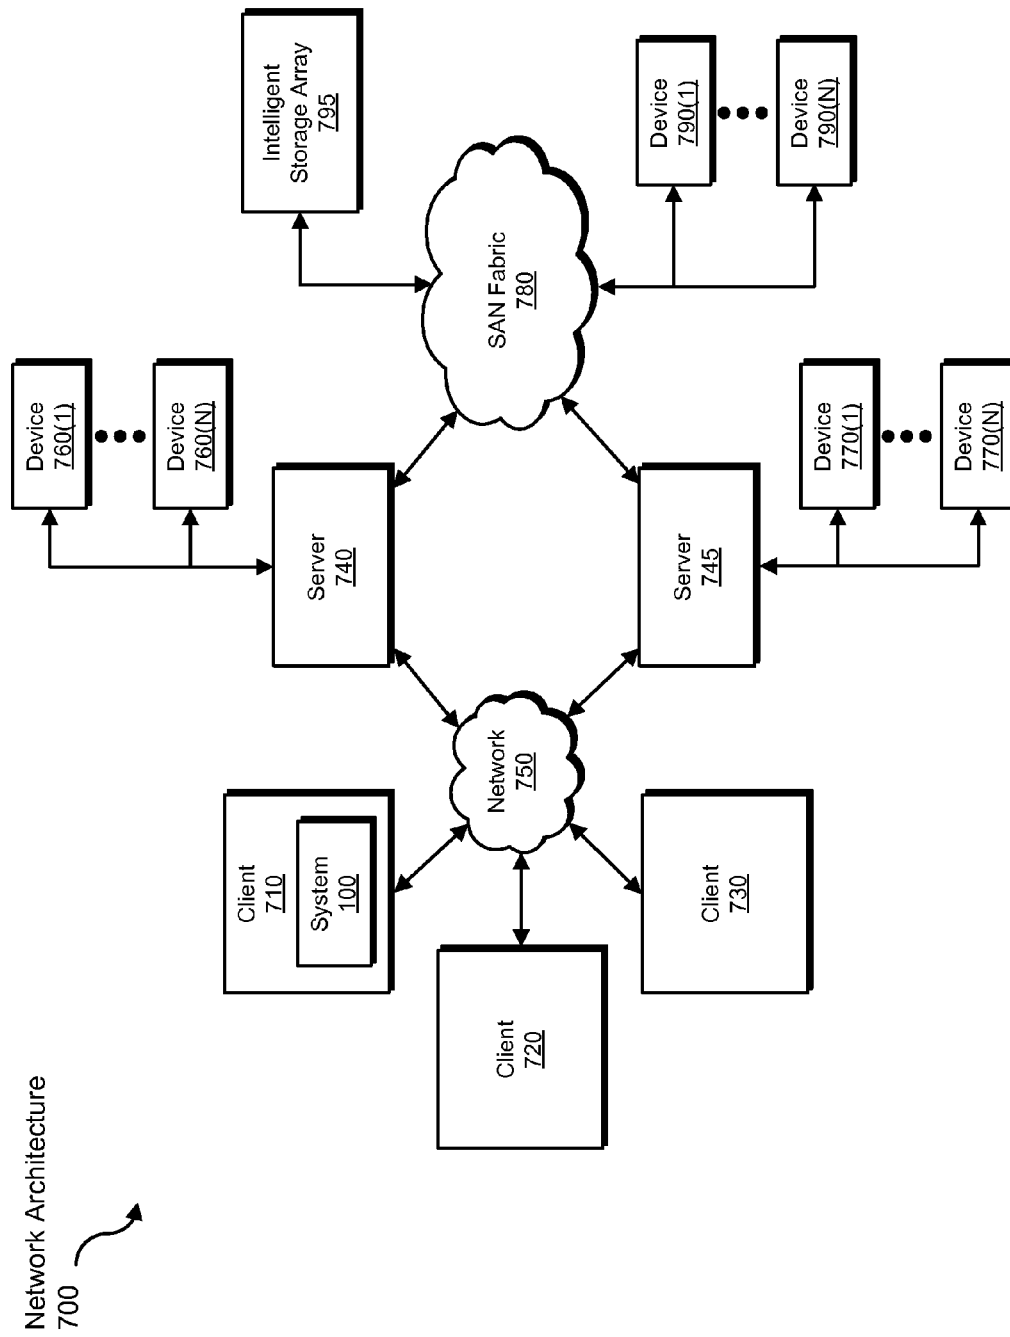 Network Architecture
700
Client
710
System
100
Client
720
Client
730
Network
750
Server
740
Server
745
Device
760(1)
Device
760(N)
Device
770(1)
Device
770(N)
SAN Fabric
780
Intelligent
Storage Array
795
Device
790(1)
Device
790(N)